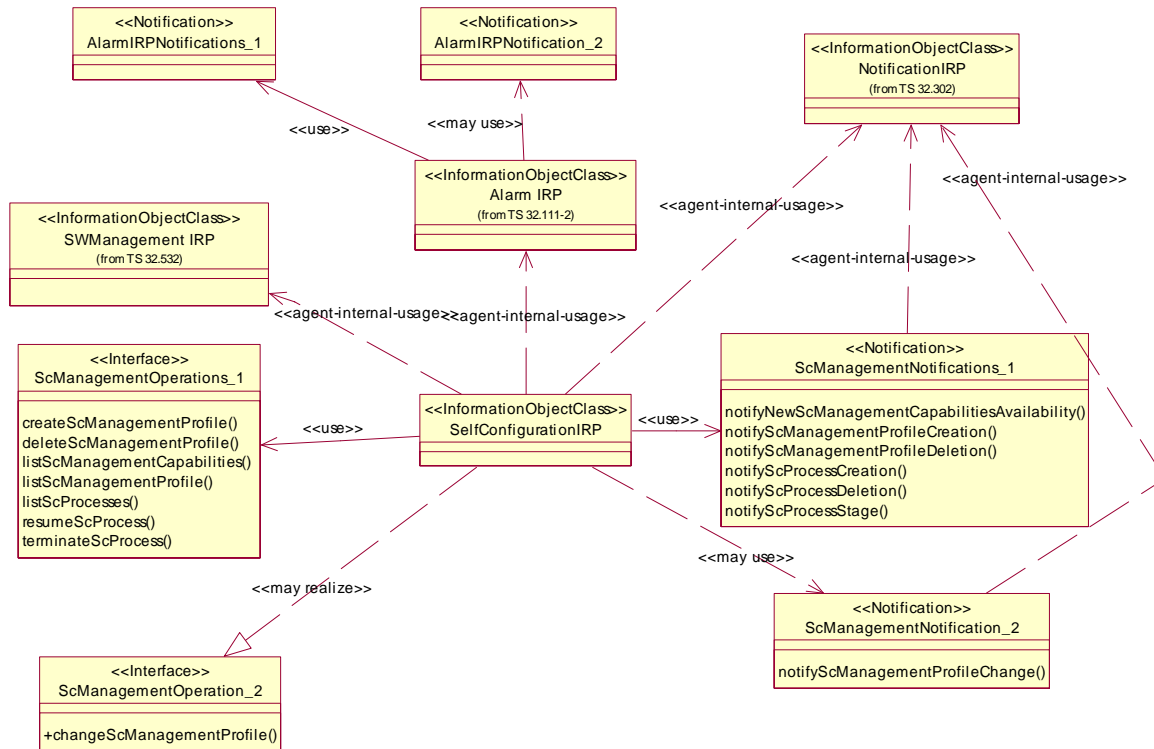 <<Notification>>
AlarmIRPNotifications_1
<<Notification>>
AlarmIRPNotification_2
<<InformationObjectClass>>
NotificationIRP
(from TS 32.302)
<<use>>
<<may use>>
<<InformationObjectClass>>
Alarm IRP
(from TS 32.111-2)
<<agent-internal-usage>>
<<InformationObjectClass>>
SWManagement IRP
(from TS 32.532)
<<agent-internal-usage>>
<<agent-internal-usage>>
<<agent-internal-usage>>
<<agent-internal-usage>>
<<Interface>>
ScManagementOperations_1
createScManagementProfile()
deleteScManagementProfile()
listScManagementCapabilities()
listScManagementProfile()
listScProcesses()
resumeScProcess()
terminateScProcess()
<<use>>
<<InformationObjectClass>>
SelfConfigurationIRP
<<use>>
<<Notification>>
ScManagementNotifications_1
notifyNewScManagementCapabilitiesAvailability()
notifyScManagementProfileCreation()
notifyScManagementProfileDeletion()
notifyScProcessCreation()
notifyScProcessDeletion()
notifyScProcessStage()
<<may realize>>
<<may use>>
<<Notification>>
ScManagementNotification_2
notifyScManagementProfileChange()
<<Interface>>
ScManagementOperation_2
+changeScManagementProfile()